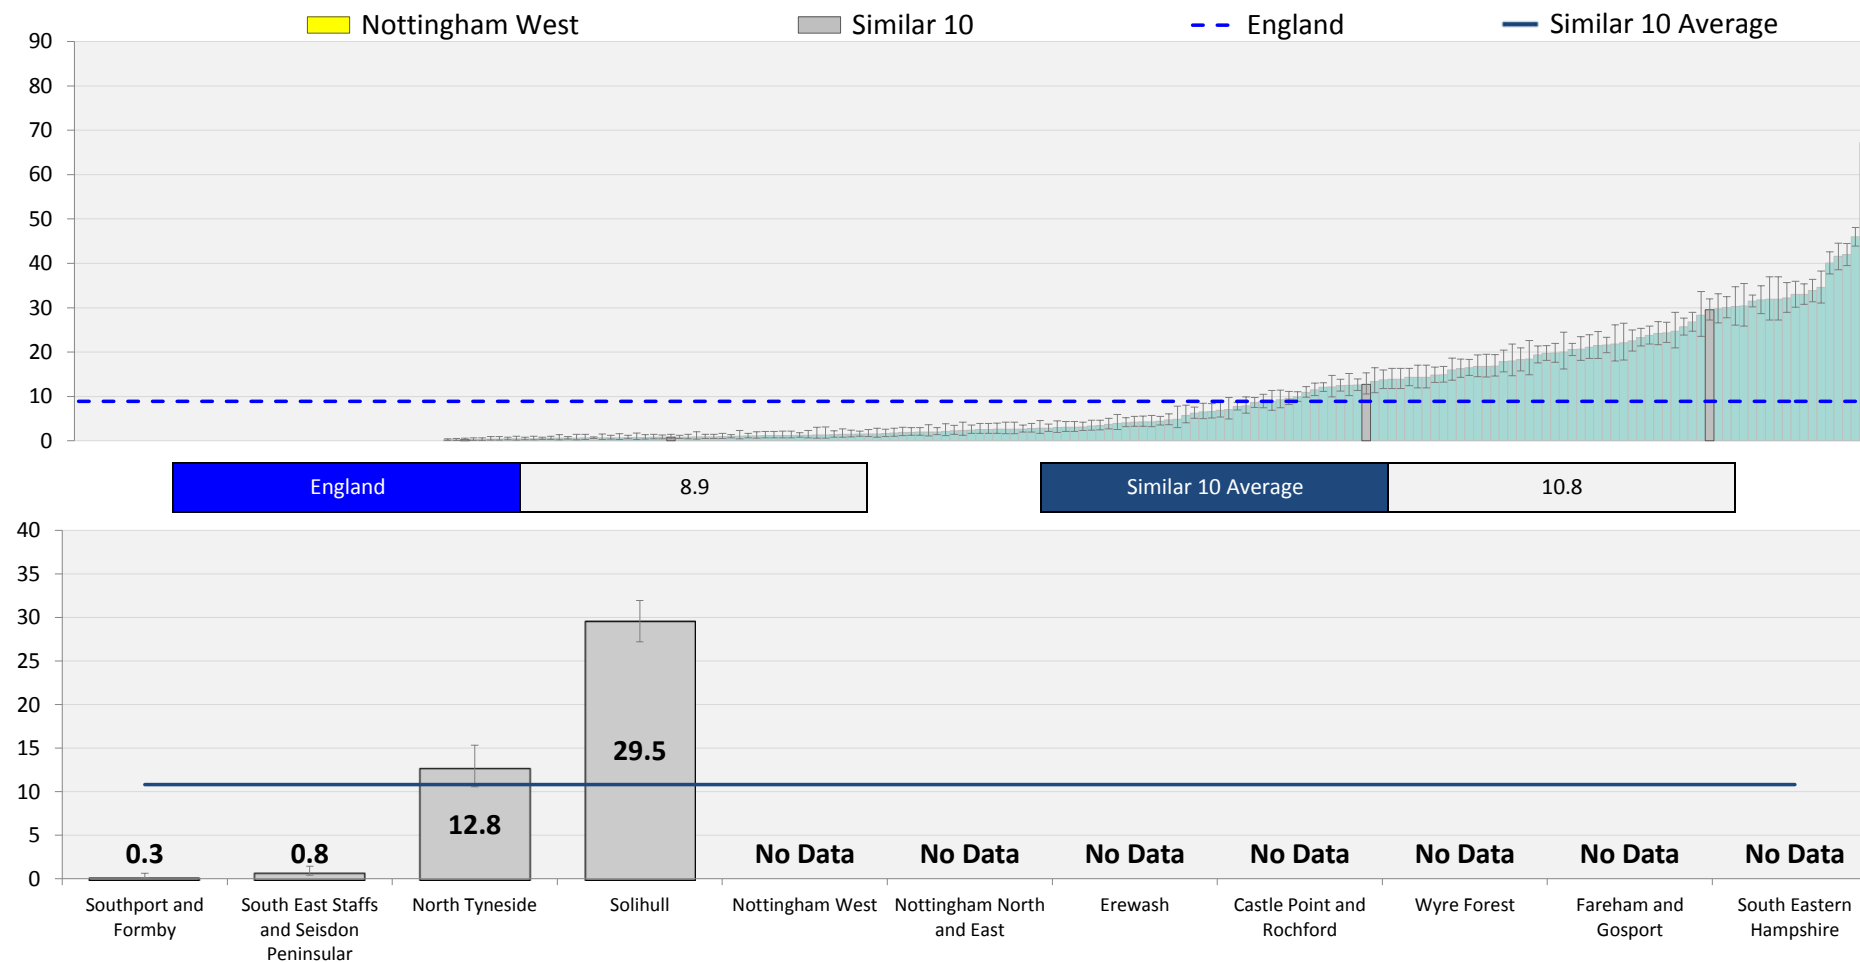 Nottingham West
Similar 10
England
Similar 10 Average
90
80
70
60
50
40
30
20
10
0
England
8.9
Similar 10 Average
10.8
40
35
30
25
20
15
10
5
0
0.3
0.8
12.8
29.5
No Data
No Data
No Data
No Data
No Data
No Data
No Data
Southport and
Formby
South East Staffs
and Seisdon
Peninsular
North Tyneside
Solihull
Nottingham West
Nottingham North
and East
Erewash
Castle Point and
Rochford
Wyre Forest
Fareham and
Gosport
South Eastern
Hampshire